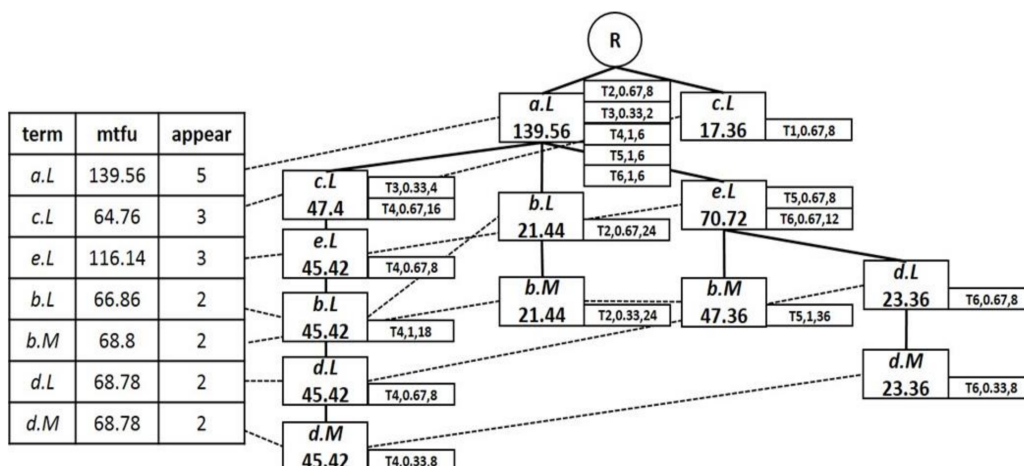 R
term mtfu appear
a.L 139.56 5
c.L 64.76 3
e.L 116.14 3
b.L 66.86 2
b.M 68.8 2
d.L 68.78 2
d.M 68.78 2
a.L
139.56
T2,0.67,8
T3,0.33,2
T4,1,6
T5,1,6
T6,1,6
c.L
17.36
T1,0.67,8
c.L
47.4
T3,0.33,4
T4,0.67,16
b.L
21.44
T2,0.67,24
e.L
70.72
T5,0.67,8
T6,0.67,12
e.L
45.42
T4,0.67,8
b.M
21.44
T2,0.33,24
b.M
47.36
T5,1,36
d.L
23.36
T6,0.67,8
b.L
45.42
T4,1,18
d.L
45.42
T4,0.67,8
d.M
23.36
T6,0.33,8
d.M
45.42
T4,0.33,8